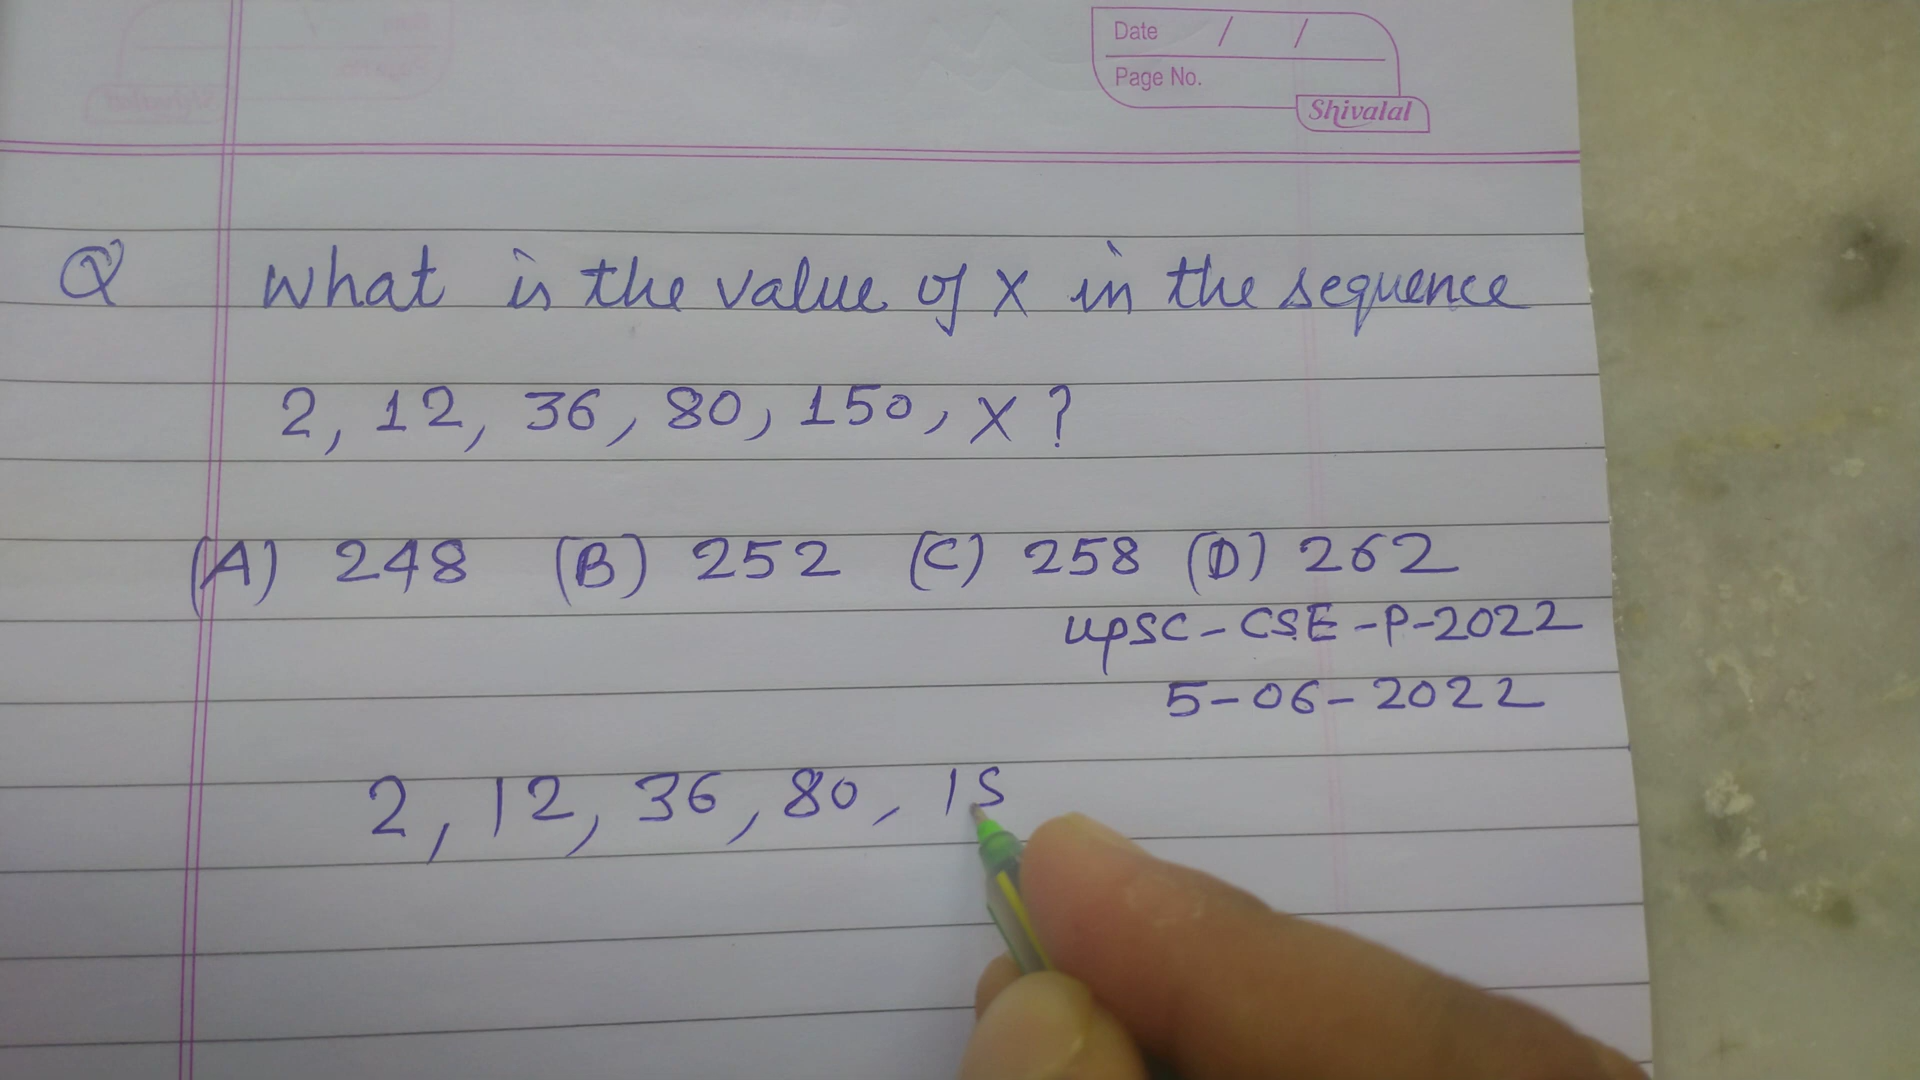 Date / /
Page No.
Shivalal
Q What is the value of x in the sequence
2, 12, 36, 80, 150, x ?
(A) 248 (B) 252 (C) 258 (D) 262
UPSC-CSE-P-2022
5-06-2022
2, 12, 36, 80, 15